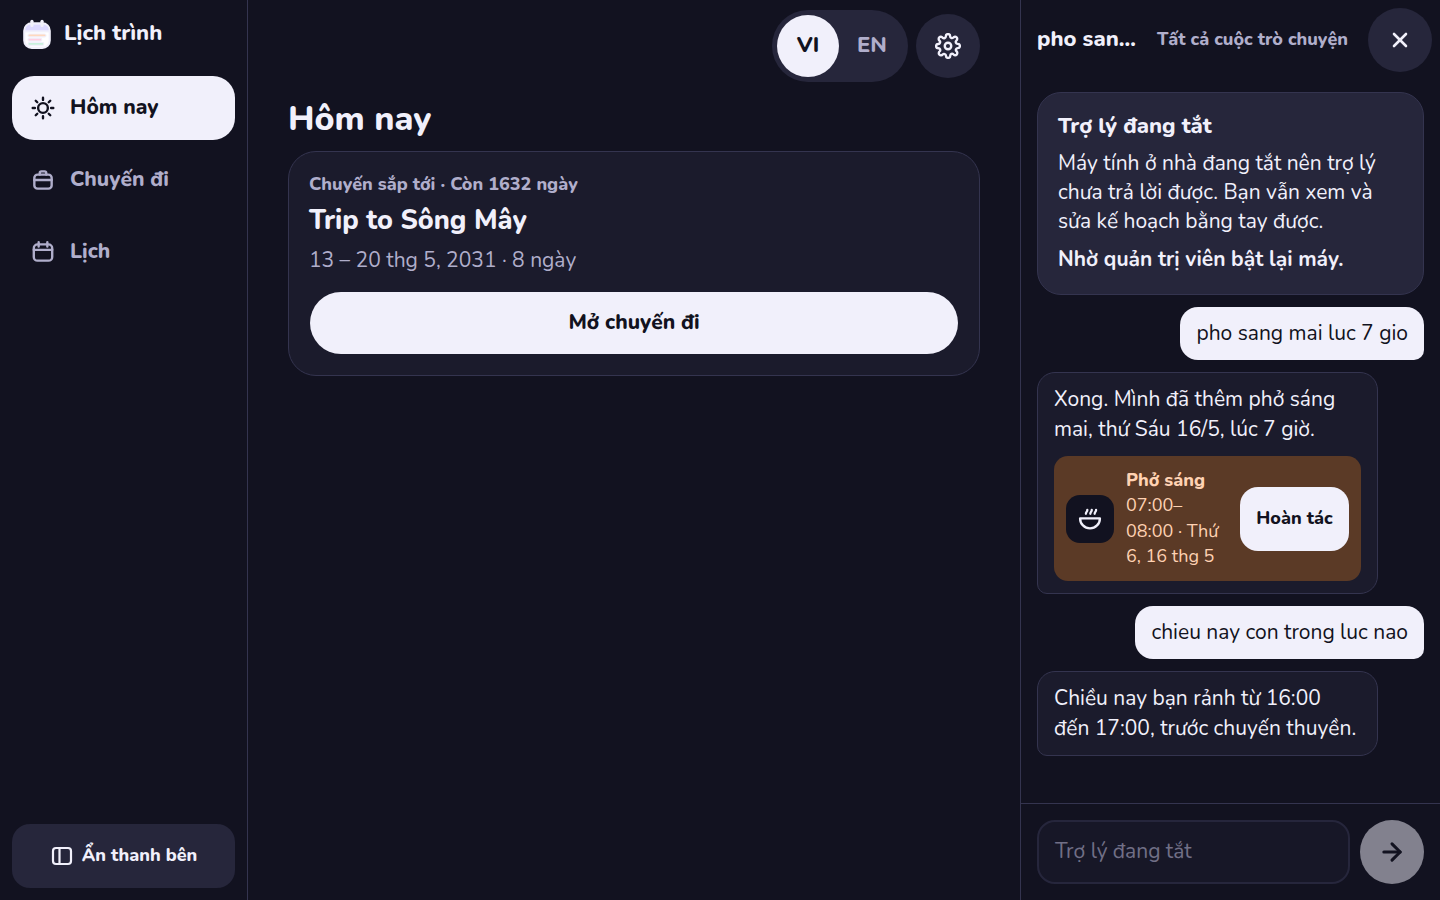 Lịch trình
Hôm nay
Chuyến đi
Lịch
Ẩn thanh bên
VI EN
Hôm nay
Chuyến sắp tới · Còn 1632 ngày
Trip to Sông Mây
13 – 20 thg 5, 2031 · 8 ngày
Mở chuyến đi
pho san... Tất cả cuộc trò chuyện
Trợ lý đang tắt
Máy tính ở nhà đang tắt nên trợ lý
chưa trả lời được. Bạn vẫn xem và
sửa kế hoạch bằng tay được.
Nhờ quản trị viên bật lại máy.
pho sang mai luc 7 gio
Xong. Mình đã thêm phở sáng
mai, thứ Sáu 16/5, lúc 7 giờ.
Phở sáng
07:00–
08:00 · Thứ
6, 16 thg 5
Hoàn tác
chieu nay con trong luc nao
Chiều nay bạn rảnh từ 16:00
đến 17:00, trước chuyến thuyền.
Trợ lý đang tắt